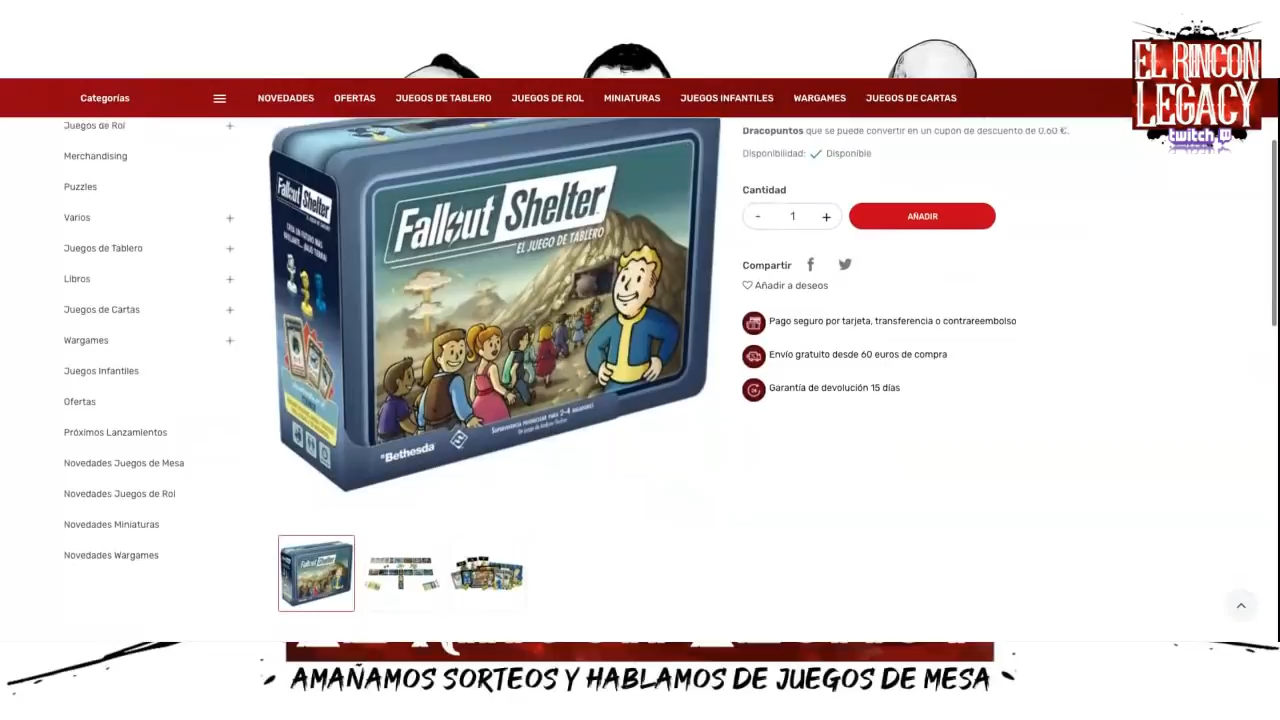 EL RINCON
LEGACY
twitch
Categorías
NOVEDADES
OFERTAS
JUEGOS DE TABLERO
JUEGOS DE ROL
MINIATURAS
JUEGOS INFANTILES
WARGAMES
JUEGOS DE CARTAS
Juegos de Rol
Merchandising
Puzzles
Varios
Juegos de Tablero
Libros
Juegos de Cartas
Wargames
Juegos Infantiles
Ofertas
Próximos Lanzamientos
Novedades Juegos de Mesa
Novedades Juegos de Rol
Novedades Miniaturas
Novedades Wargames
Fallout Shelter
Fallout Shelter
EL JUEGO DE TABLERO
Bethesda
Dracopuntos que se puede convertir en un cupón de descuento de 0,60 €.
Disponibilidad: Disponible
Cantidad
- 1 +
AÑADIR
Compartir
Añadir a deseos
Pago seguro por tarjeta, transferencia o contrareembolso
Envío gratuito desde 60 euros de compra
Garantía de devolución 15 días
Fallout Shelter
AMAÑAMOS SORTEOS Y HABLAMOS DE JUEGOS DE MESA